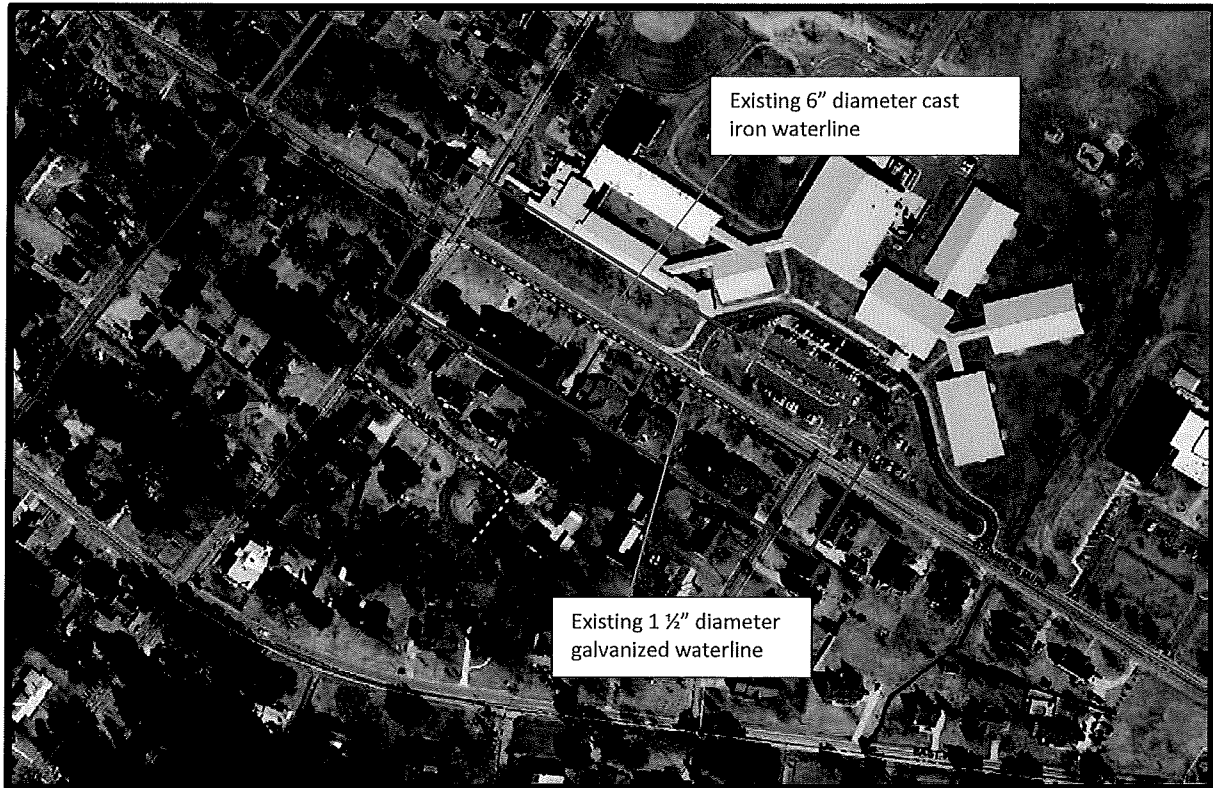 Existing 6” diameter cast
iron waterline
Existing 1 ½” diameter
galvanized waterline